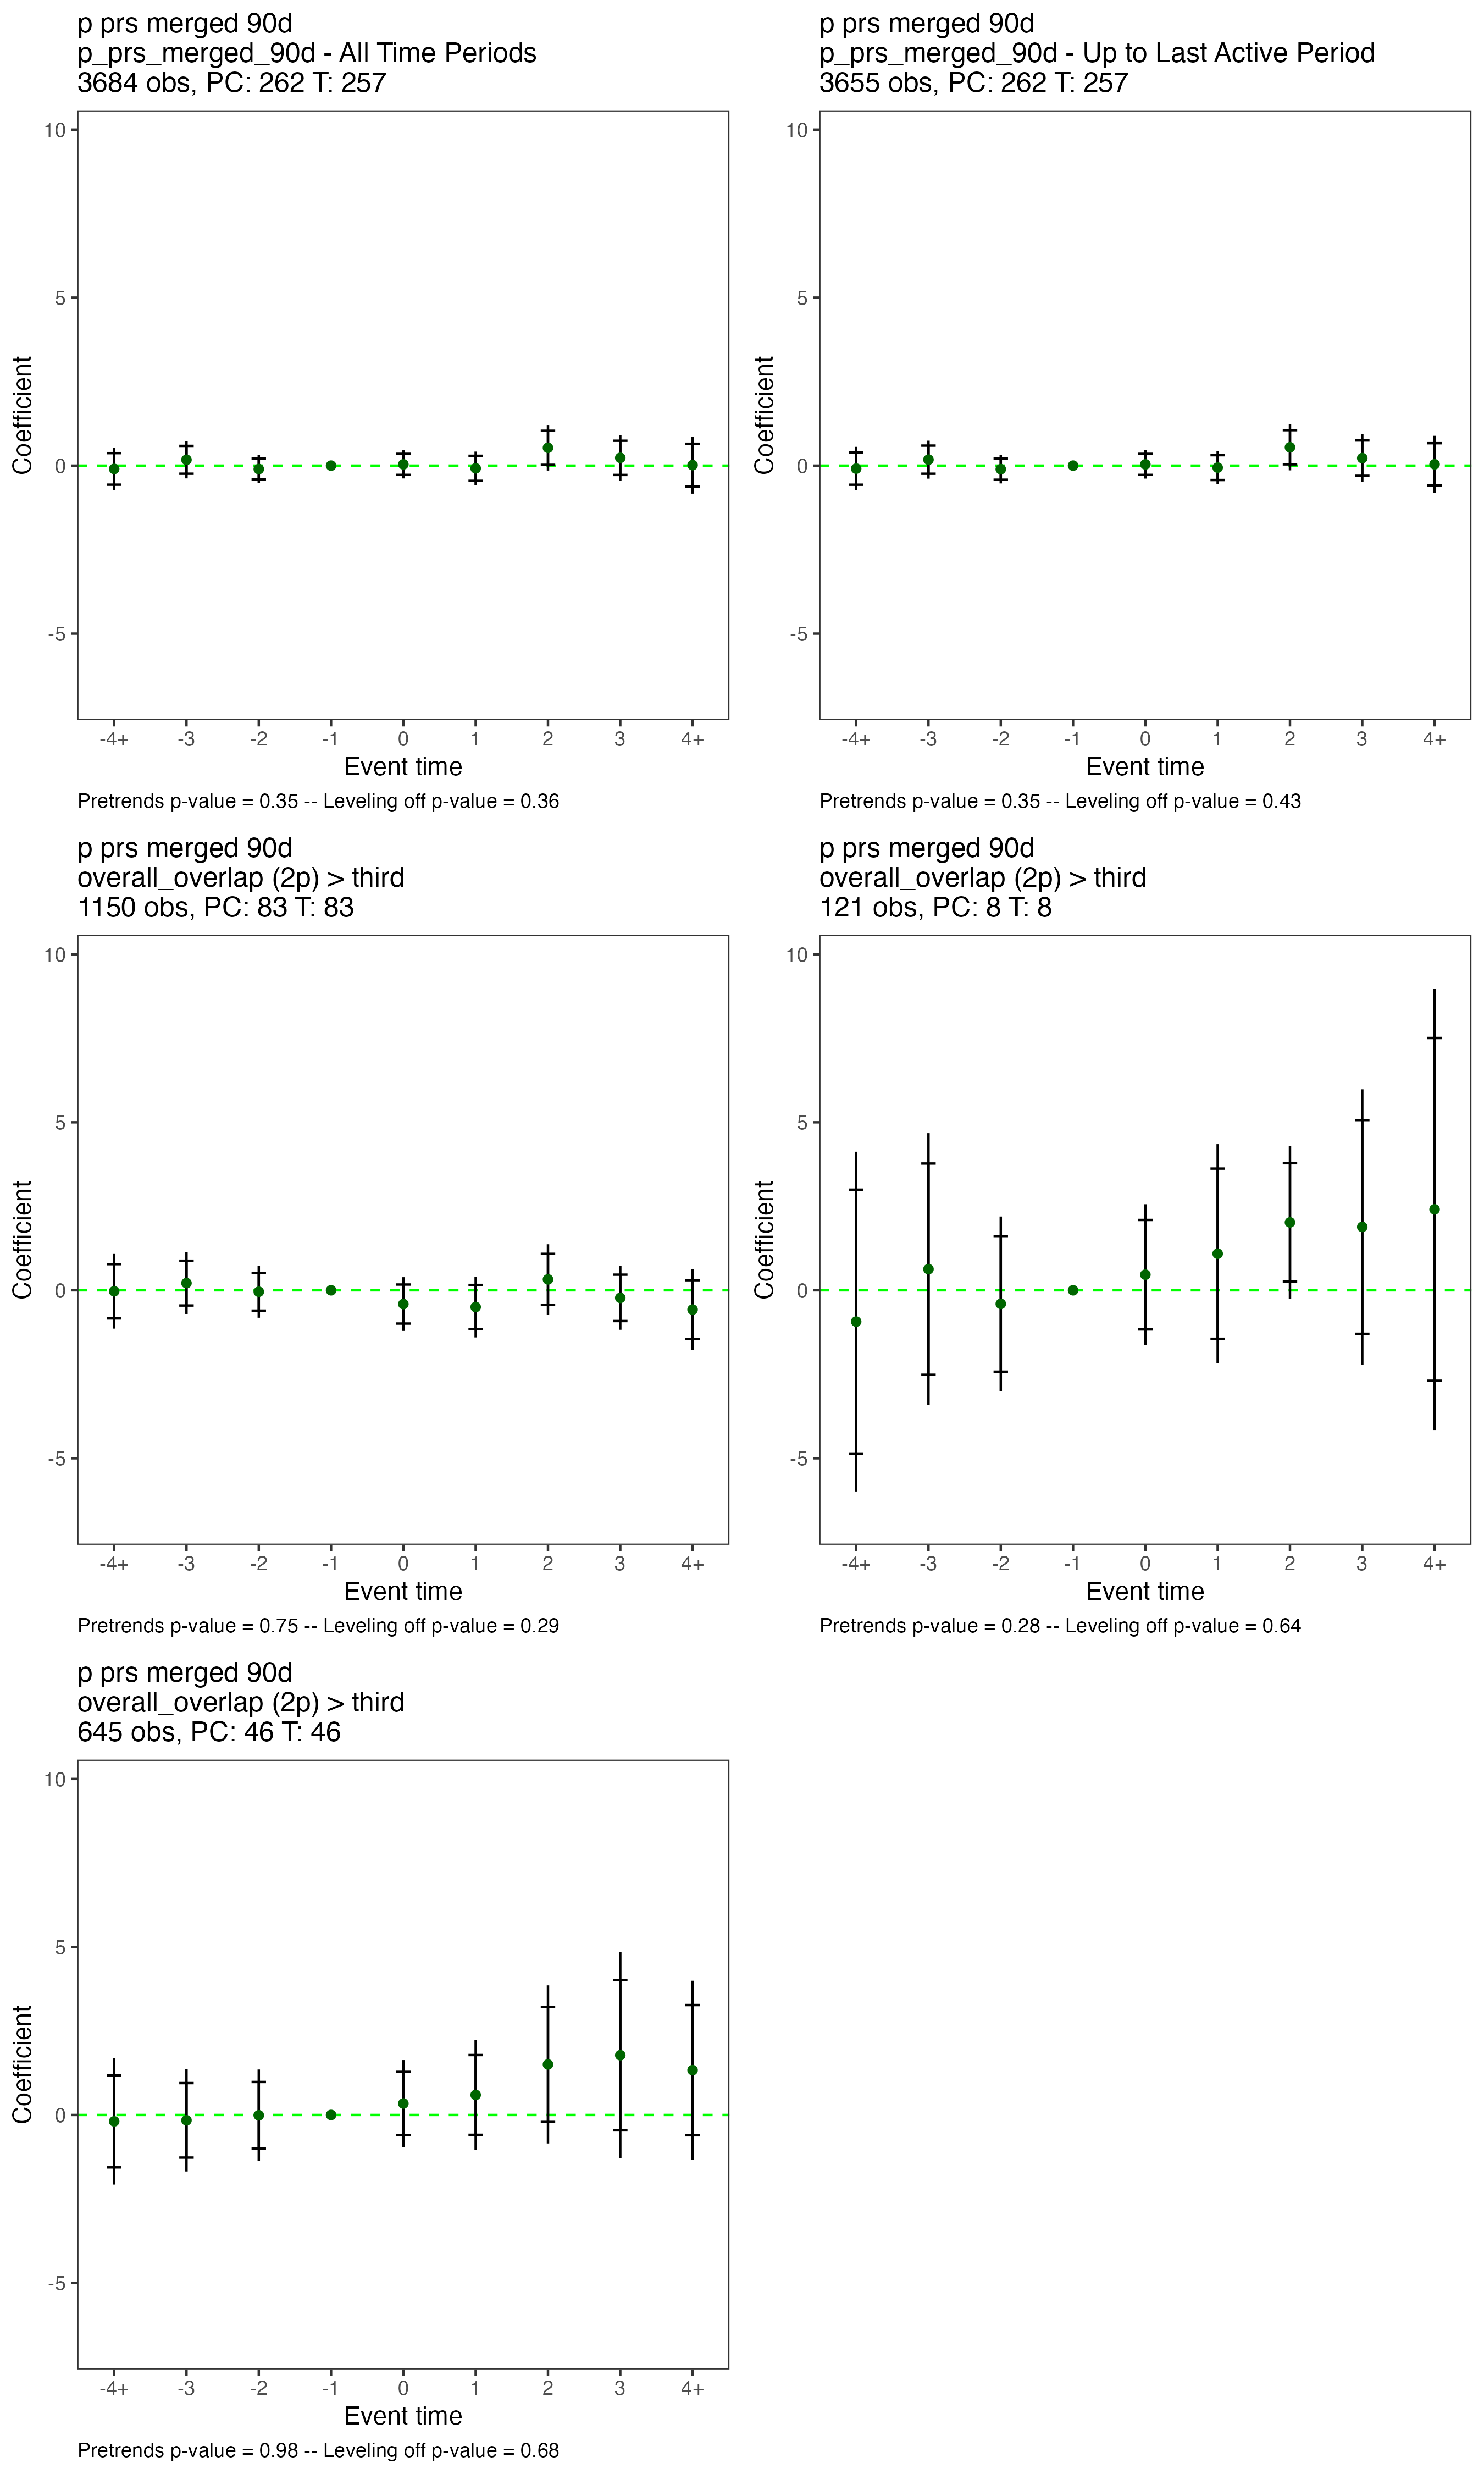 p prs merged 90d
p_prs_merged_90d - All Time Periods
3684 obs, PC: 262 T: 257
10
5
0
-5
Coefficient
-4+ -3 -2 -1 0 1 2 3 4+
Event time
Pretrends p-value = 0.35 -- Leveling off p-value = 0.36
p prs merged 90d
p_prs_merged_90d - Up to Last Active Period
3655 obs, PC: 262 T: 257
10
5
0
-5
Coefficient
-4+ -3 -2 -1 0 1 2 3 4+
Event time
Pretrends p-value = 0.35 -- Leveling off p-value = 0.43
p prs merged 90d
overall_overlap (2p) > third
1150 obs, PC: 83 T: 83
10
5
0
-5
Coefficient
-4+ -3 -2 -1 0 1 2 3 4+
Event time
Pretrends p-value = 0.75 -- Leveling off p-value = 0.29
p prs merged 90d
overall_overlap (2p) > third
121 obs, PC: 8 T: 8
10
5
0
-5
Coefficient
-4+ -3 -2 -1 0 1 2 3 4+
Event time
Pretrends p-value = 0.28 -- Leveling off p-value = 0.64
p prs merged 90d
overall_overlap (2p) > third
645 obs, PC: 46 T: 46
10
5
0
-5
Coefficient
-4+ -3 -2 -1 0 1 2 3 4+
Event time
Pretrends p-value = 0.98 -- Leveling off p-value = 0.68